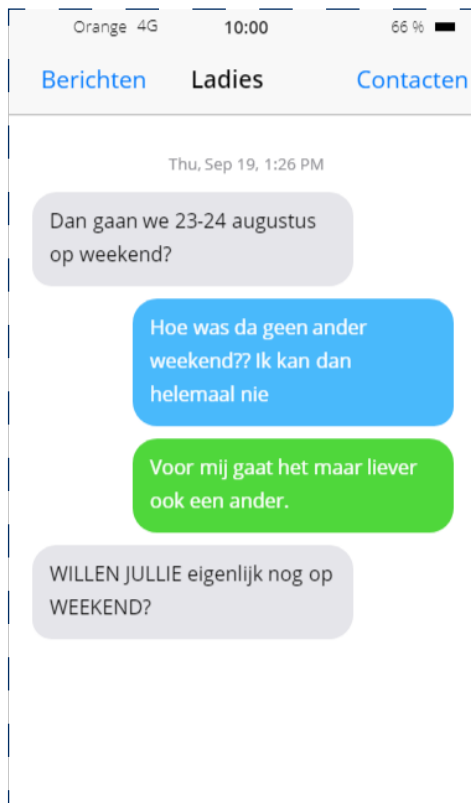 Orange 4G 10:00 66 %
Berichten Ladies Contacten
Thu, Sep 19, 1:26 PM
Dan gaan we 23-24 augustus
op weekend?
Hoe was da geen ander
weekend?? Ik kan dan
helemaal nie
Voor mij gaat het maar liever
ook een ander.
WILLEN JULLIE eigenlijk nog op
WEEKEND?